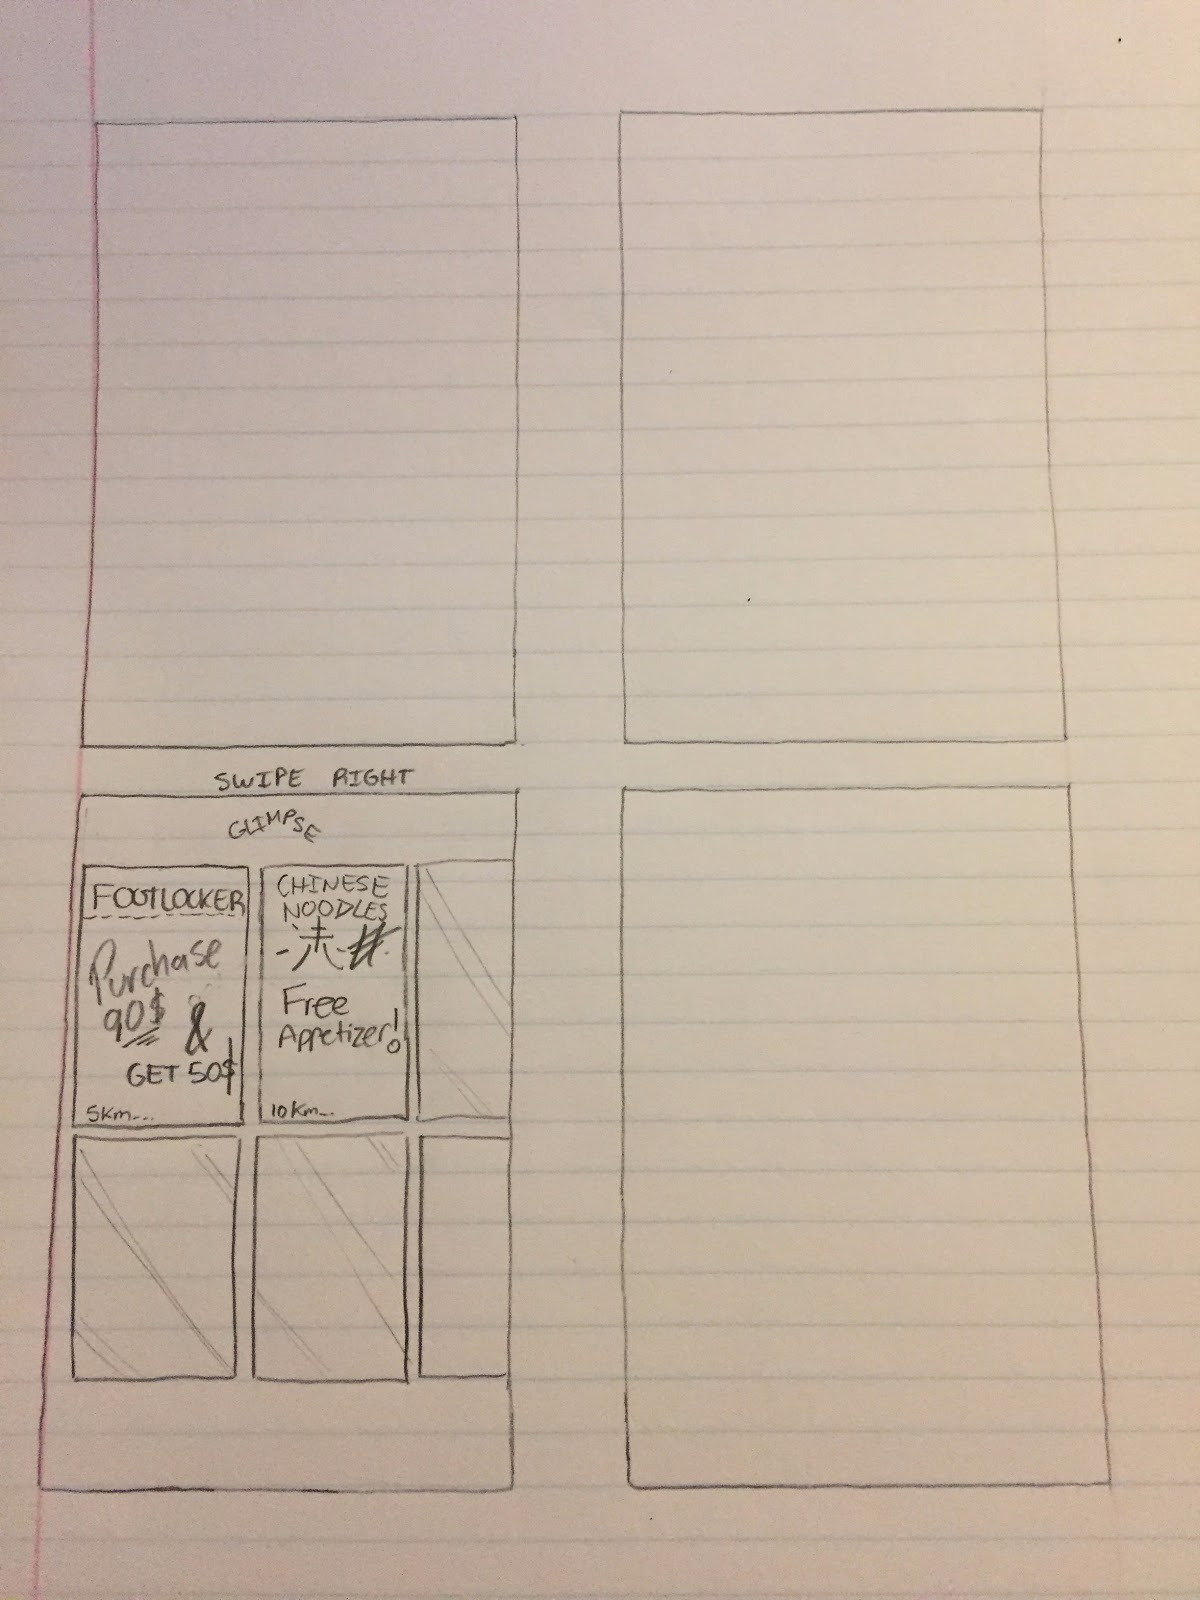 SWIPE RIGHT
GLIMPSE
FOOTLOCKER
Purchase
90$ &
GET 50$
5km...
CHINESE
NOODLES
Free
Appetizer!
10km...